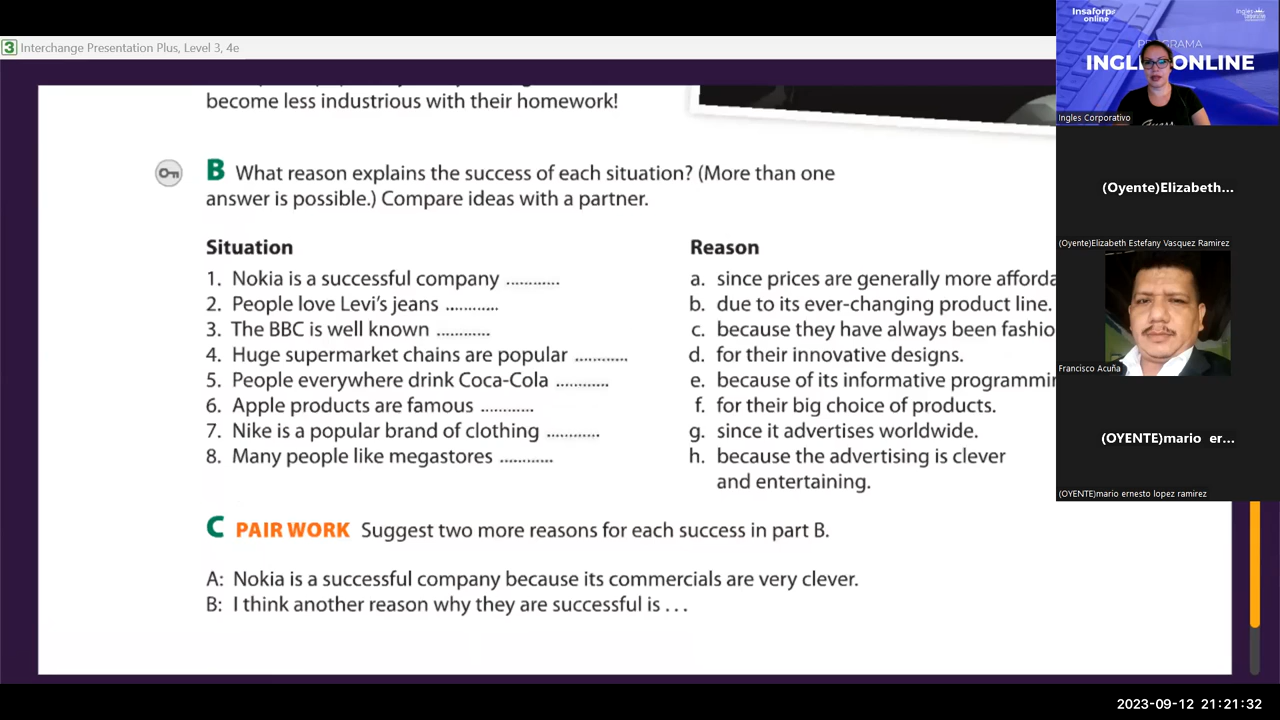 Interchange Presentation Plus, Level 3, 4e
become less industrious with their homework!
B What reason explains the success of each situation? (More than one
answer is possible.) Compare ideas with a partner.
Situation
1. Nokia is a successful company ............
2. People love Levi's jeans ............
3. The BBC is well known ............
4. Huge supermarket chains are popular ............
5. People everywhere drink Coca-Cola ............
6. Apple products are famous ............
7. Nike is a popular brand of clothing ............
8. Many people like megastores ............
Reason
a. since prices are generally more afforda
b. due to its ever-changing product line.
c. because they have always been fashio
d. for their innovative designs.
e. because of its informative programmin
f. for their big choice of products.
g. since it advertises worldwide.
h. because the advertising is clever
and entertaining.
C PAIR WORK Suggest two more reasons for each success in part B.
A: Nokia is a successful company because its commercials are very clever.
B: I think another reason why they are successful is . . .
Insaforp
online
PROGRAMA
INGL ONLINE
Ingles Corporativo
(Oyente)Elizabeth...
(Oyente)Elizabeth Estefany Vasquez Ramirez
Francisco Acuña
(OYENTE)mario er...
(OYENTE)mario ernesto lopez ramirez
2023-09-12 21:21:32